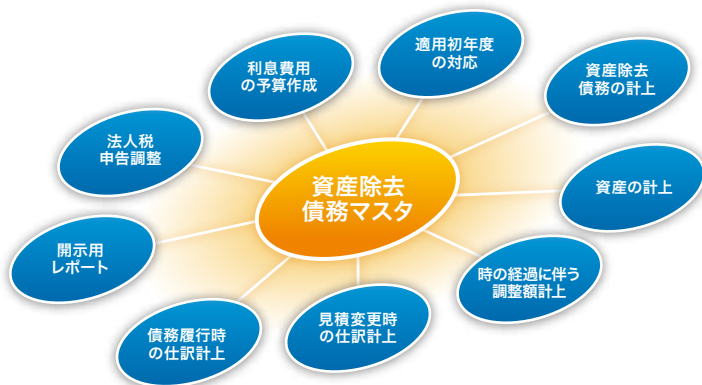 適用初年度
の対応
利息費用
の予算作成
資産除去
債務の計上
法人税
申告調整
資産除去
債務マスタ
資産の計上
開示用
レポート
時の経過に伴う
調整額計上
債務履行時
の仕訳計上
見積変更時
の仕訳計上